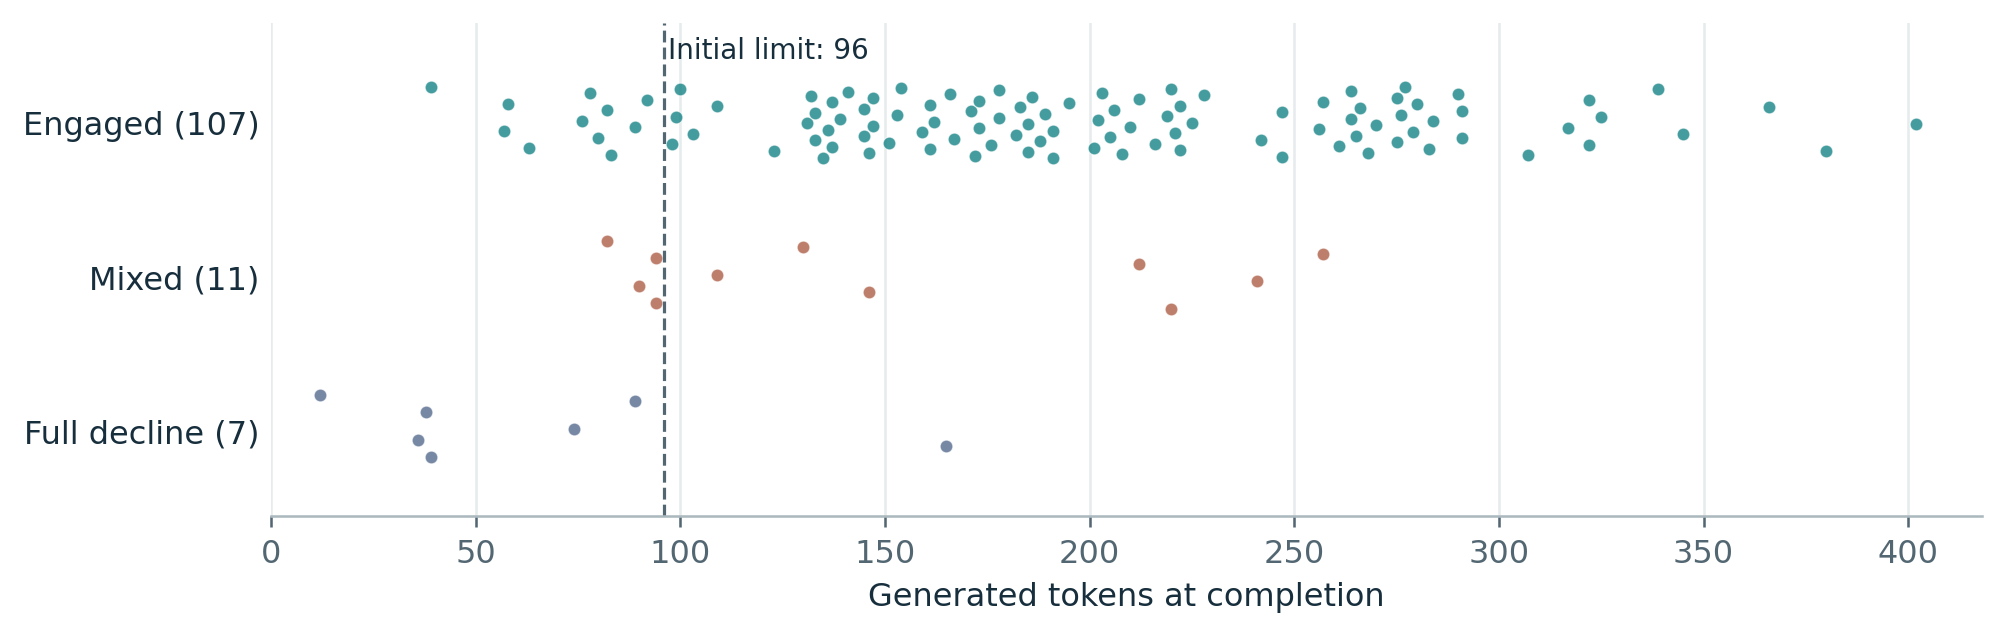 Initial limit: 96
Engaged (107)
Mixed (11)
Full decline (7)
0 50 100 150 200 250 300 350 400
Generated tokens at completion